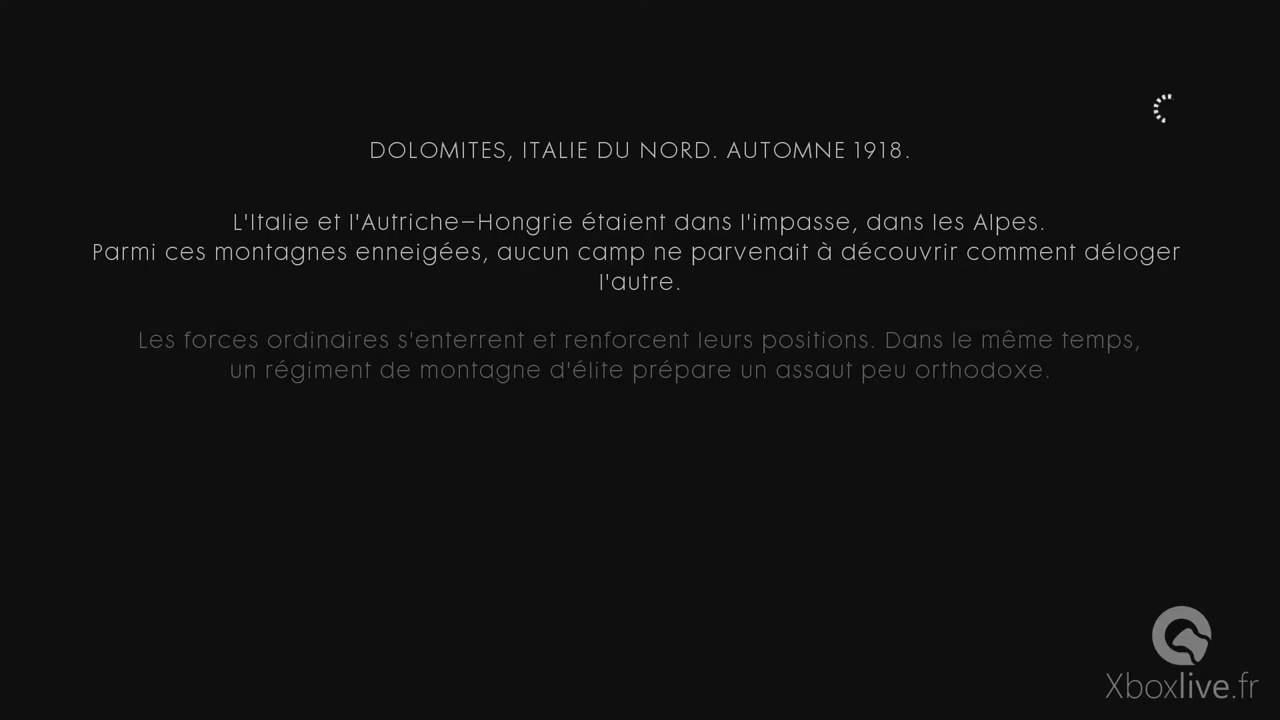 DOLOMITES, ITALIE DU NORD. AUTOMNE 1918.
L'Italie et l'Autriche-Hongrie étaient dans l'impasse, dans les Alpes.
Parmi ces montagnes enneigées, aucun camp ne parvenait à découvrir comment déloger
l'autre.
Les forces ordinaires s'enterrent et renforcent leurs positions. Dans le même temps,
un régiment de montagne d'élite prépare un assaut peu orthodoxe.
Xboxlive.fr